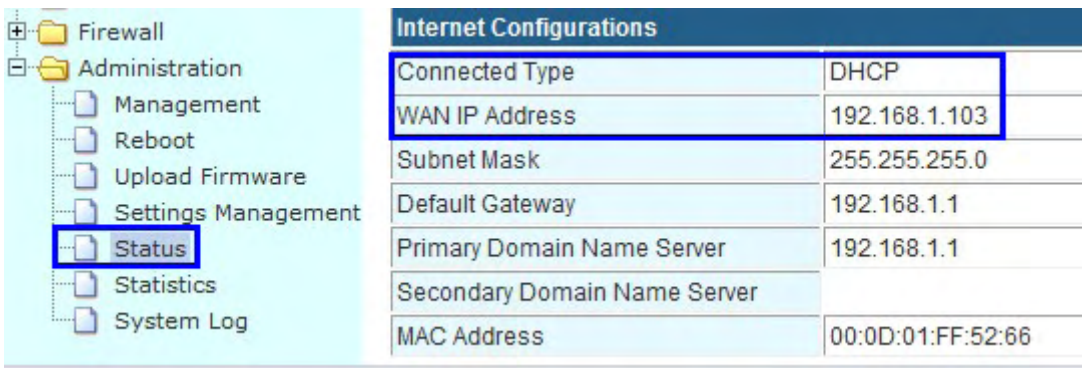 Firewall
Administration
Management
Reboot
Upload Firmware
Settings Management
Status
Statistics
System Log
Internet Configurations
Connected Type DHCP
WAN IP Address 192.168.1.103
Subnet Mask 255.255.255.0
Default Gateway 192.168.1.1
Primary Domain Name Server 192.168.1.1
Secondary Domain Name Server
MAC Address 00:0D:01:FF:52:66